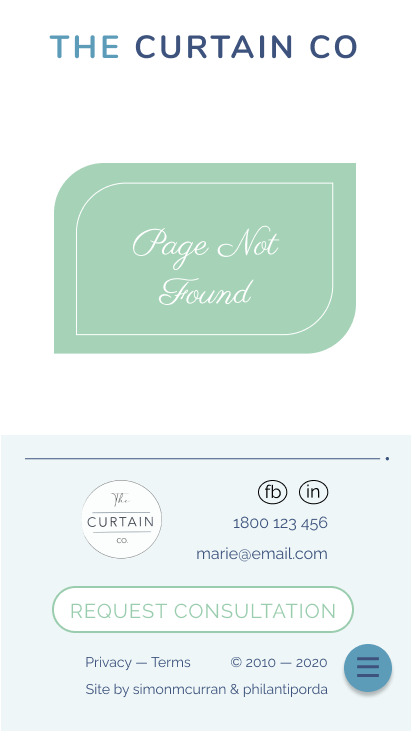 THE CURTAIN CO
Page Not
Found
The
CURTAIN
CO.
fb in
1800 123 456
marie@email.com
REQUEST CONSULTATION
Privacy — Terms © 2010 — 2020
Site by simonmcurran & philantiporda